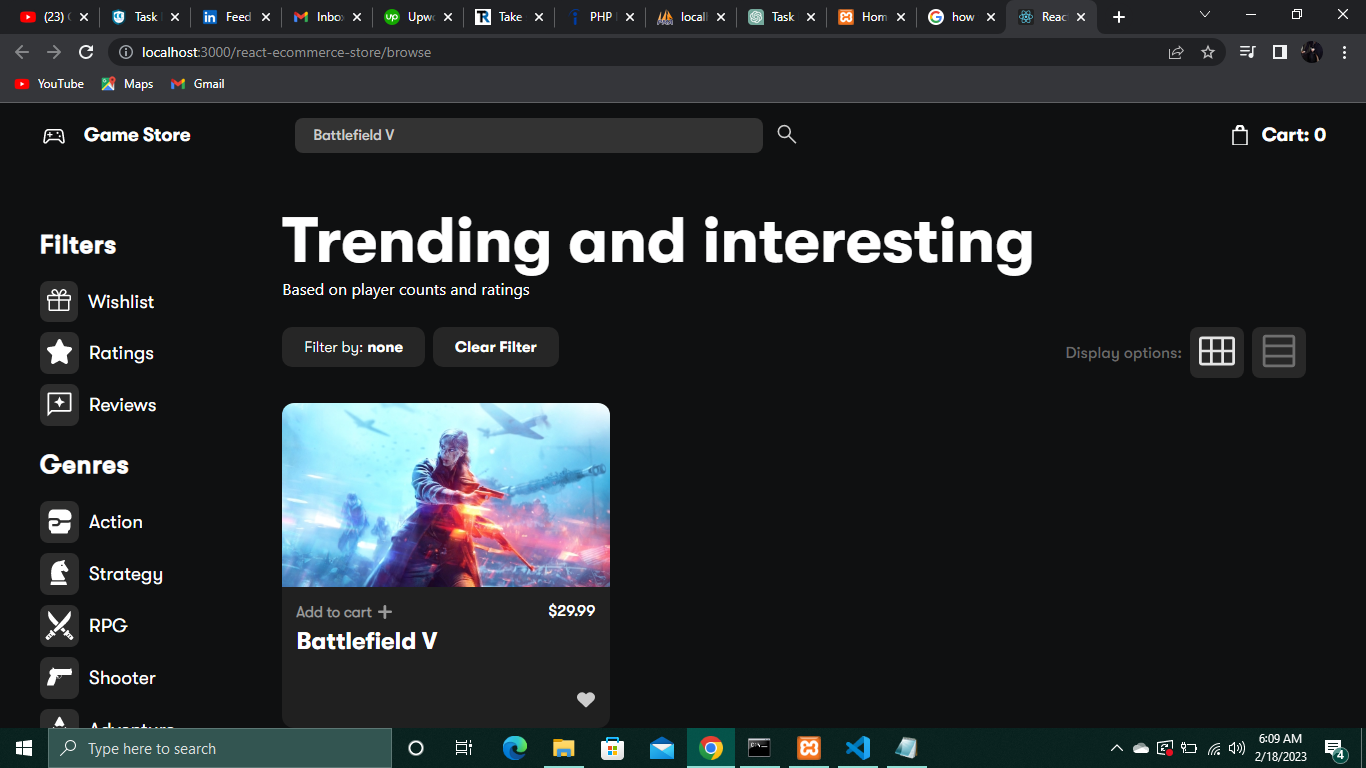 (23) Task Feed Inbo Upwo Take PHP locall Task Hom how Reac
localhost:3000/react-ecommerce-store/browse
YouTube Maps Gmail
Game Store Battlefield V Cart: 0
Trending and interesting
Based on player counts and ratings
Filter by: none Clear Filter Display options:
Filters
Wishlist
Ratings
Reviews
Genres
Action
Strategy
RPG
Shooter
Adventure
Add to cart $29.99
Battlefield V
Type here to search
6:09 AM
2/18/2023
4